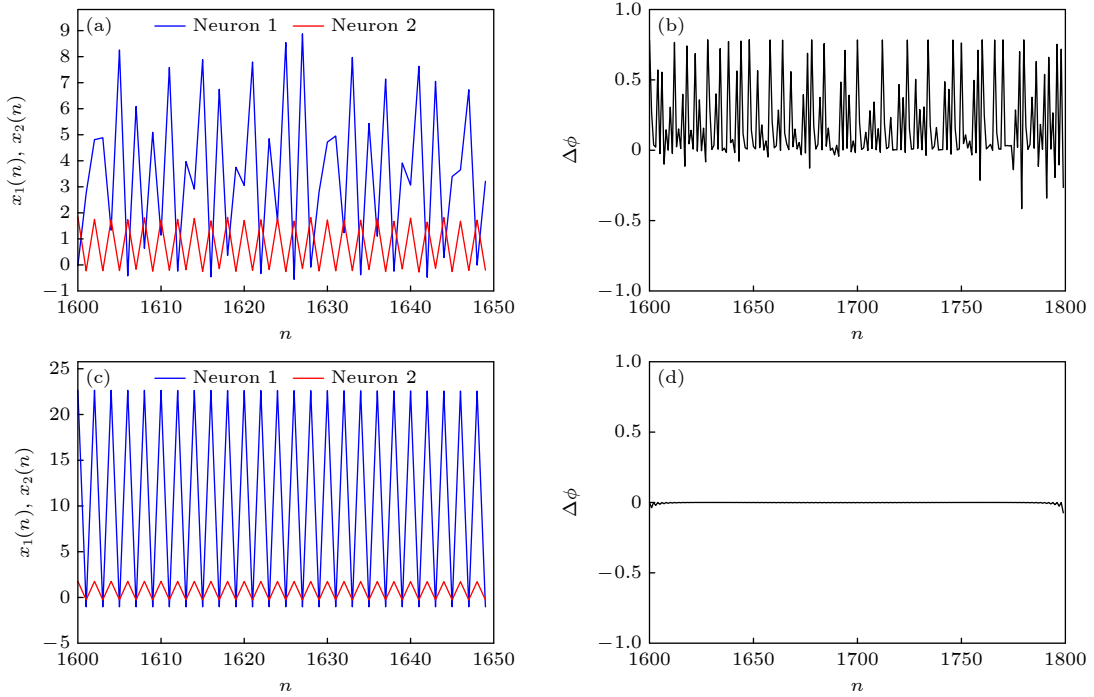 (a) Neuron 1 Neuron 2
9
8
7
6
5
4
3
2
1
0
−1
x₁(n), x₂(n)
1600 1610 1620 1630 1640 1650
n
(b)
1.0
0.5
0
−0.5
−1.0
Δϕ
1600 1650 1700 1750 1800
n
(c) Neuron 1 Neuron 2
25
20
15
10
5
0
−5
x₁(n), x₂(n)
1600 1610 1620 1630 1640 1650
n
(d)
1.0
0.5
0
−0.5
−1.0
Δϕ
1600 1650 1700 1750 1800
n